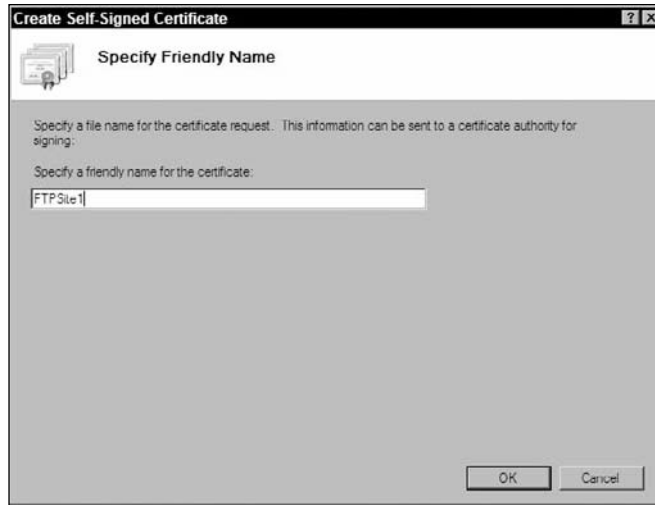 Create Self-Signed Certificate
Specify Friendly Name
Specify a file name for the certificate request. This information can be sent to a certificate authority for
signing:
Specify a friendly name for the certificate:
FTPSite1
OK
Cancel